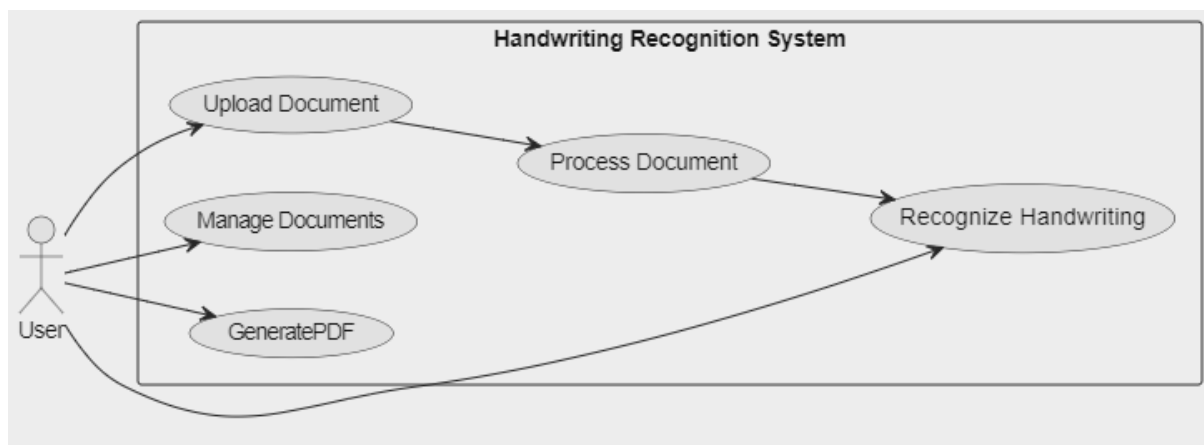 Handwriting Recognition System
Upload Document
Process Document
Manage Documents
Recognize Handwriting
GeneratePDF
User